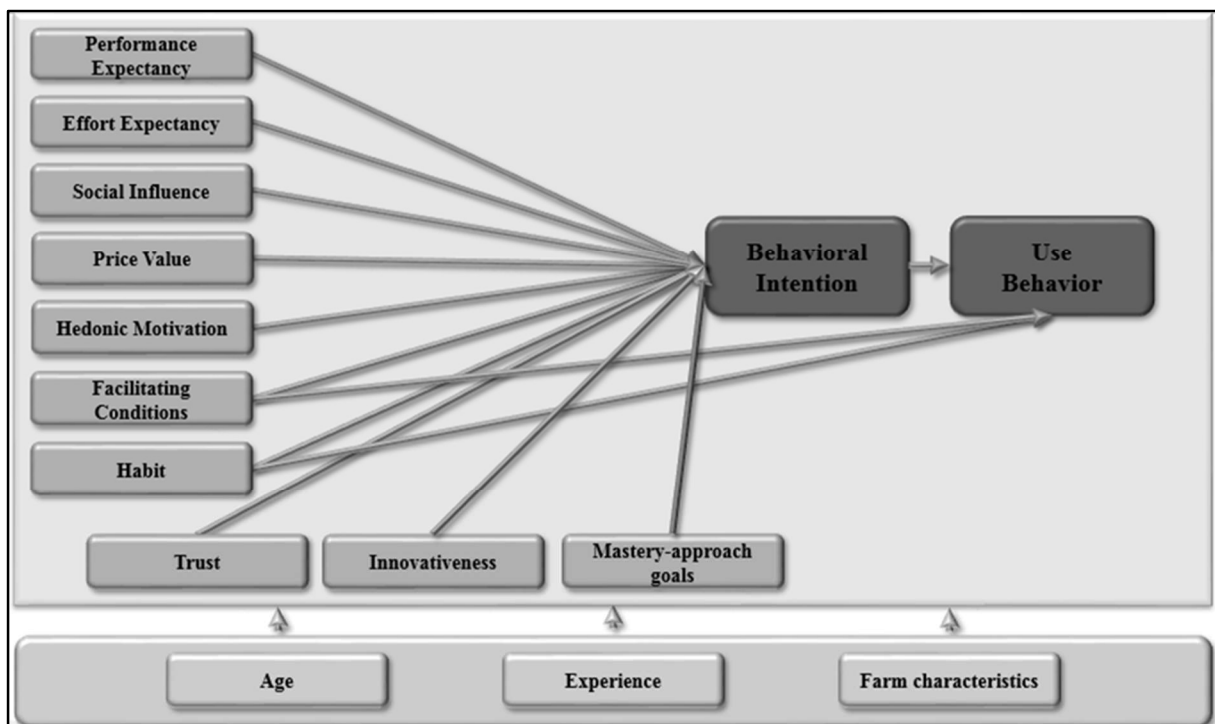 Performance
Expectancy
Effort Expectancy
Social Influence
Price Value
Hedonic Motivation
Facilitating
Conditions
Habit
Behavioral
Intention
Use
Behavior
Trust
Innovativeness
Mastery-approach
goals
Age
Experience
Farm characteristics